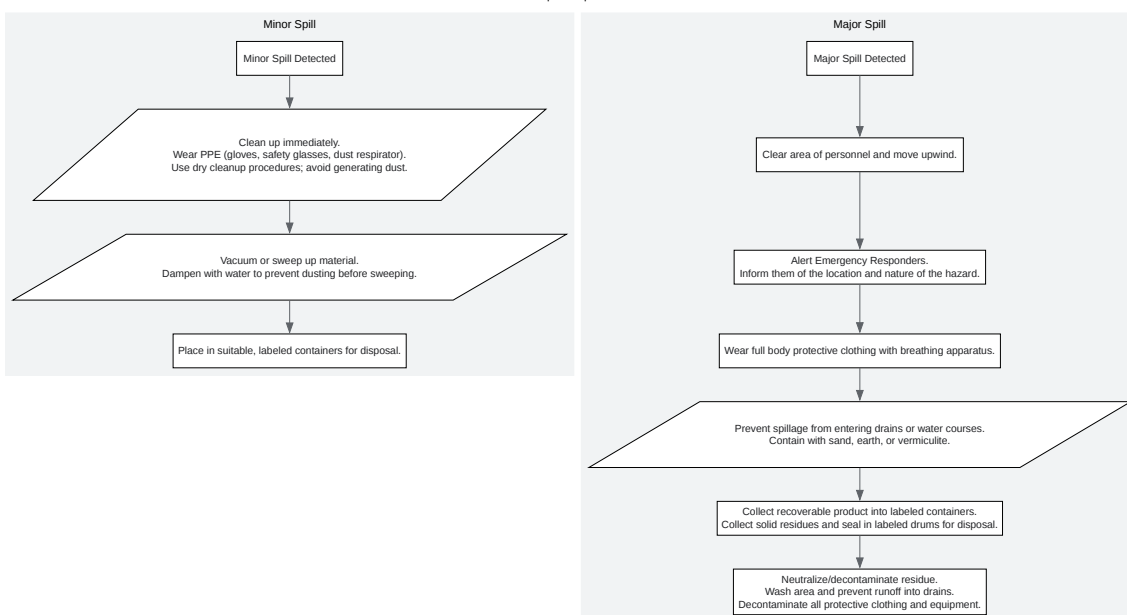 Minor Spill
Minor Spill Detected
Clean up immediately.
Wear PPE (gloves, safety glasses, dust respirator).
Use dry cleanup procedures; avoid generating dust.
Vacuum or sweep up material.
Dampen with water to prevent dusting before sweeping.
Place in suitable, labeled containers for disposal.
Major Spill
Major Spill Detected
Clear area of personnel and move upwind.
Alert Emergency Responders.
Inform them of the location and nature of the hazard.
Wear full body protective clothing with breathing apparatus.
Prevent spillage from entering drains or water courses.
Contain with sand, earth, or vermiculite.
Collect recoverable product into labeled containers.
Collect solid residues and seal in labeled drums for disposal.
Neutralize/decontaminate residue.
Wash area and prevent runoff into drains.
Decontaminate all protective clothing and equipment.